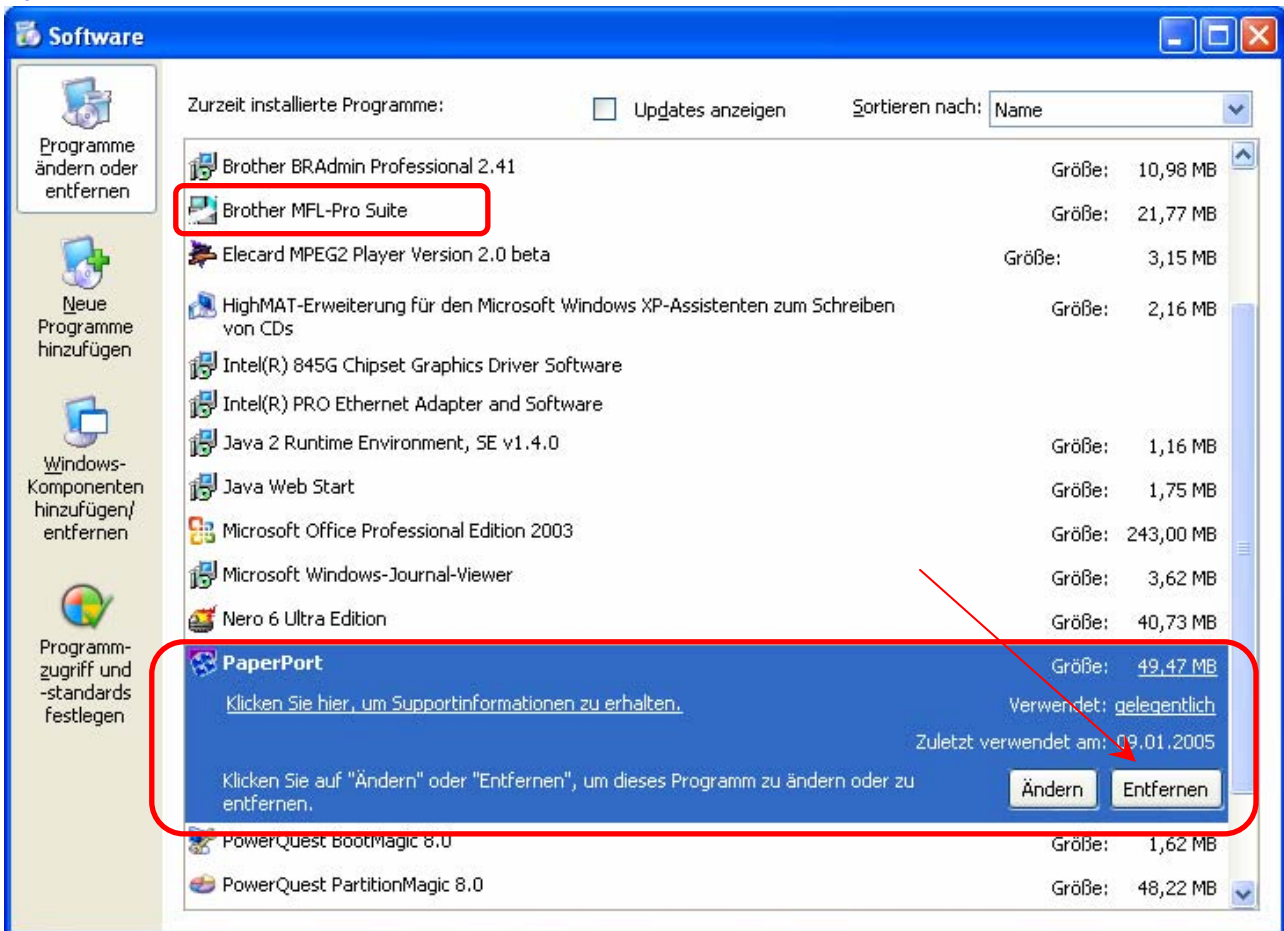 Software
Programme
ändern oder
entfernen
Neue
Programme
hinzufügen
Windows-
Komponenten
hinzufügen/
entfernen
Programm-
zugriff und
-standards
festlegen
Zurzeit installierte Programme: Updates anzeigen Sortieren nach: Name
Brother BRAdmin Professional 2.41 Größe: 10,98 MB
Brother MFL-Pro Suite Größe: 21,77 MB
Elecard MPEG2 Player Version 2.0 beta Größe: 3,15 MB
HighMAT-Erweiterung für den Microsoft Windows XP-Assistenten zum Schreiben Größe: 2,16 MB
von CDs
Intel(R) 845G Chipset Graphics Driver Software
Intel(R) PRO Ethernet Adapter and Software
Java 2 Runtime Environment, SE v1.4.0 Größe: 1,16 MB
Java Web Start Größe: 1,75 MB
Microsoft Office Professional Edition 2003 Größe: 243,00 MB
Microsoft Windows-Journal-Viewer Größe: 3,62 MB
Nero 6 Ultra Edition Größe: 40,73 MB
PaperPort Größe: 49,47 MB
Klicken Sie hier, um Supportinformationen zu erhalten. Verwendet: gelegentlich
Zuletzt verwendet am: 09.01.2005
Klicken Sie auf "Ändern" oder "Entfernen", um dieses Programm zu ändern oder zu
entfernen.
Ändern Entfernen
PowerQuest BootMagic 8.0 Größe: 1,62 MB
PowerQuest PartitionMagic 8.0 Größe: 48,22 MB